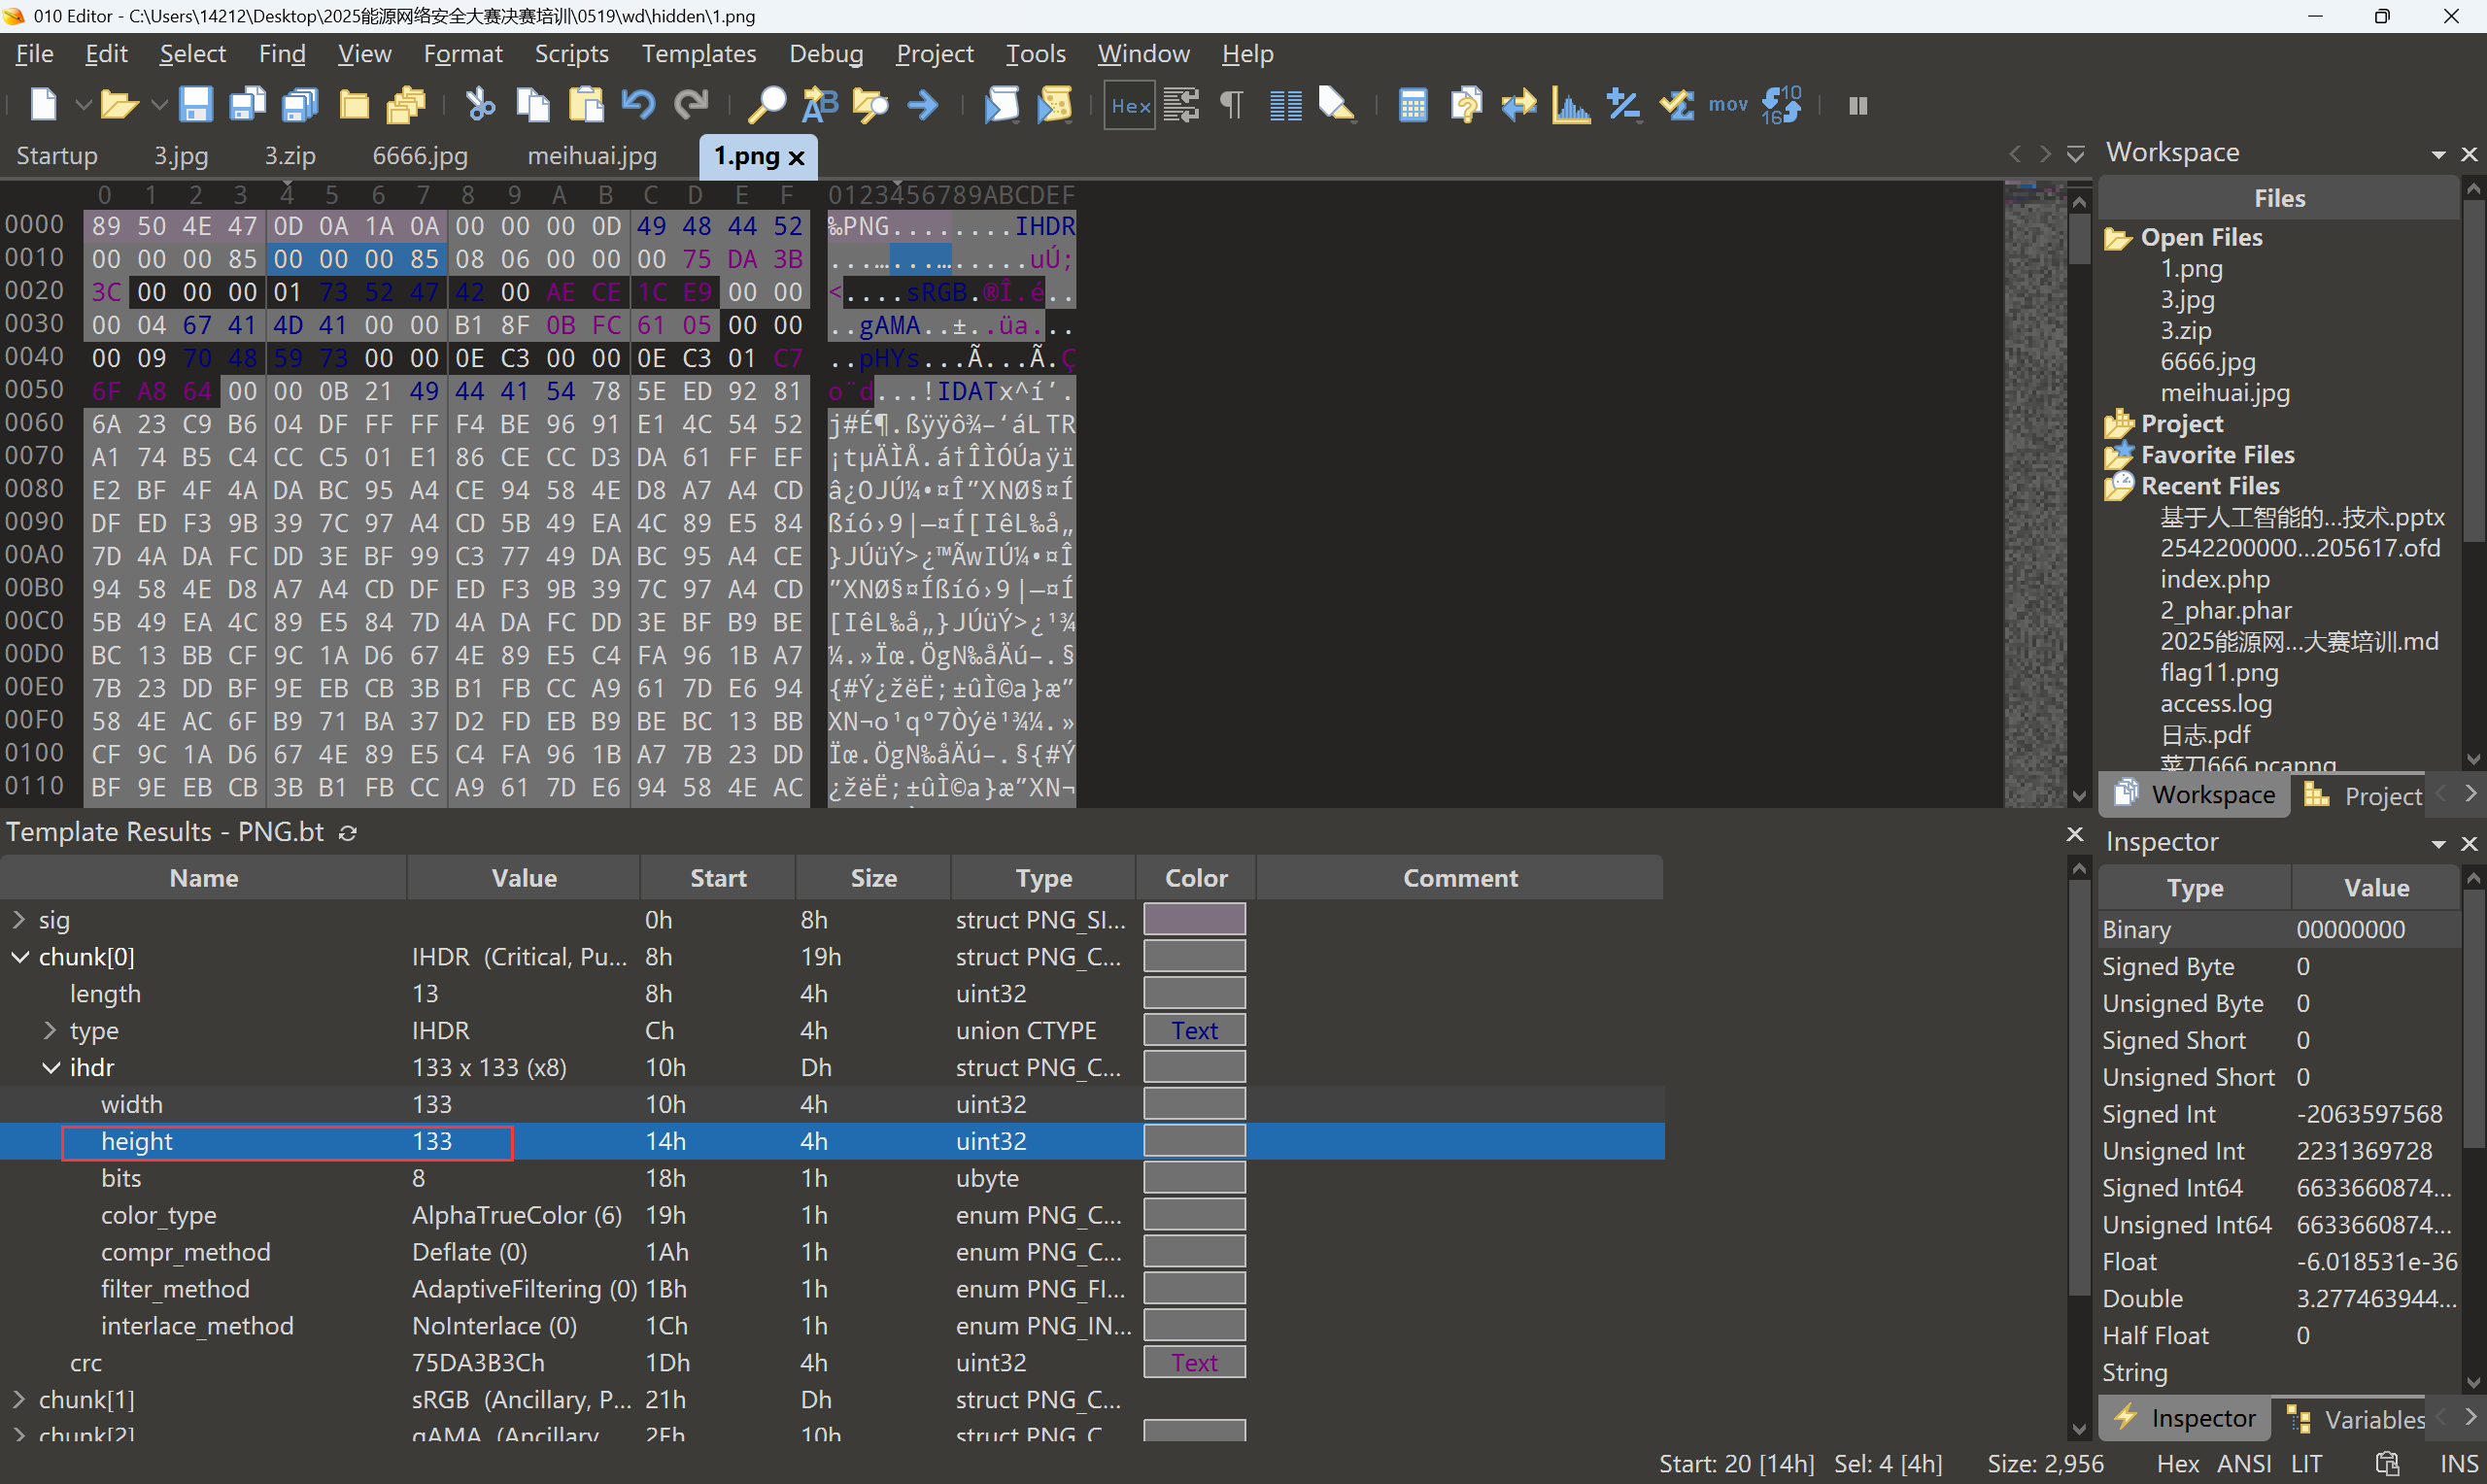 010 Editor - C:\Users\14212\Desktop\2025能源网络安全大赛决赛培训\0519\wd\hidden\1.png
File Edit Select Find View Format Scripts Templates Debug Project Tools Window Help
Hex mov 10 16
Startup 3.jpg 3.zip 6666.jpg meihuai.jpg 1.png
0 1 2 3 4 5 6 7 8 9 A B C D E F 0123456789ABCDEF
0000 89 50 4E 47 0D 0A 1A 0A 00 00 00 0D 49 48 44 52 ‰PNG........IHDR
0010 00 00 00 85 00 00 00 85 08 06 00 00 00 75 DA 3B ...…...….....uÚ;
0020 3C 00 00 00 01 73 52 47 42 00 AE CE 1C E9 00 00 <....sRGB.®Î.é..
0030 00 04 67 41 4D 41 00 00 B1 8F 0B FC 61 05 00 00 ..gAMA..±..üa...
0040 00 09 70 48 59 73 00 00 0E C3 00 00 0E C3 01 C7 ..pHYs...Ã...Ã.Ç
0050 6F A8 64 00 00 0B 21 49 44 41 54 78 5E ED 92 81 o¨d...!IDATx^í’.
0060 6A 23 C9 B6 04 DF FF FF F4 BE 96 91 E1 4C 54 52 j#É¶.ßÿÿô¾–‘áLTR
0070 A1 74 B5 C4 CC C5 01 E1 86 CE CC D3 DA 61 FF EF ¡tµÄÌÅ.á†ÎÌÓÚaÿï
0080 E2 BF 4F 4A DA BC 95 A4 CE 94 58 4E D8 A7 A4 CD â¿OJÚ¼•¤Î”XNØ§¤Í
0090 DF ED F3 9B 39 7C 97 A4 CD 5B 49 EA 4C 89 E5 84 ßíó›9|—¤Í[IêL‰å„
00A0 7D 4A DA FC DD 3E BF 99 C3 77 49 DA BC 95 A4 CE }JÚüÝ>¿™ÃwIÚ¼•¤Î
00B0 94 58 4E D8 A7 A4 CD DF ED F3 9B 39 7C 97 A4 CD ”XNØ§¤Íßíó›9|—¤Í
00C0 5B 49 EA 4C 89 E5 84 7D 4A DA FC DD 3E BF B9 BE [IêL‰å„}JÚüÝ>¿¹¾
00D0 BC 13 BB CF 9C 1A D6 67 4E 89 E5 C4 FA 96 1B A7 ¼.»Ïœ.ÖgN‰åÄú–.§
00E0 7B 23 DD BF 9E EB CB 3B B1 FB CC A9 61 7D E6 94 {#Ý¿žëË;±ûÌ©a}æ”
00F0 58 4E AC 6F B9 71 BA 37 D2 FD EB B9 BE BC 13 BB XN¬o¹qº7Òýë¹¾¼.»
0100 CF 9C 1A D6 67 4E 89 E5 C4 FA 96 1B A7 7B 23 DD Ïœ.ÖgN‰åÄú–.§{#Ý
0110 BF 9E EB CB 3B B1 FB CC A9 61 7D E6 94 58 4E AC ¿žëË;±ûÌ©a}æ”XN¬
Workspace
Files
Open Files
1.png
3.jpg
3.zip
6666.jpg
meihuai.jpg
Project
Favorite Files
Recent Files
基于人工智能的...技术.pptx
2542200000...205617.ofd
index.php
2_phar.phar
2025能源网...大赛培训.md
flag11.png
access.log
日志.pdf
菜刀666.pcapng
Workspace Project
Template Results - PNG.bt
Name Value Start Size Type Color Comment
sig 0h 8h struct PNG_SI...
chunk[0] IHDR (Critical, Pu... 8h 19h struct PNG_C...
length 13 8h 4h uint32
type IHDR Ch 4h union CTYPE Text
ihdr 133 x 133 (x8) 10h Dh struct PNG_C...
width 133 10h 4h uint32
height 133 14h 4h uint32
bits 8 18h 1h ubyte
color_type AlphaTrueColor (6) 19h 1h enum PNG_C...
compr_method Deflate (0) 1Ah 1h enum PNG_C...
filter_method AdaptiveFiltering (0) 1Bh 1h enum PNG_FI...
interlace_method NoInterlace (0) 1Ch 1h enum PNG_IN...
crc 75DA3B3Ch 1Dh 4h uint32 Text
chunk[1] sRGB (Ancillary, P... 21h Dh struct PNG_C...
chunk[2] gAMA (Ancillary 2Eh 10h struct PNG_C
Inspector
Type Value
Binary 00000000
Signed Byte 0
Unsigned Byte 0
Signed Short 0
Unsigned Short 0
Signed Int -2063597568
Unsigned Int 2231369728
Signed Int64 6633660874...
Unsigned Int64 6633660874...
Float -6.018531e-36
Double 3.277463944...
Half Float 0
String
Inspector Variables
Start: 20 [14h] Sel: 4 [4h] Size: 2,956 Hex ANSI LIT INS